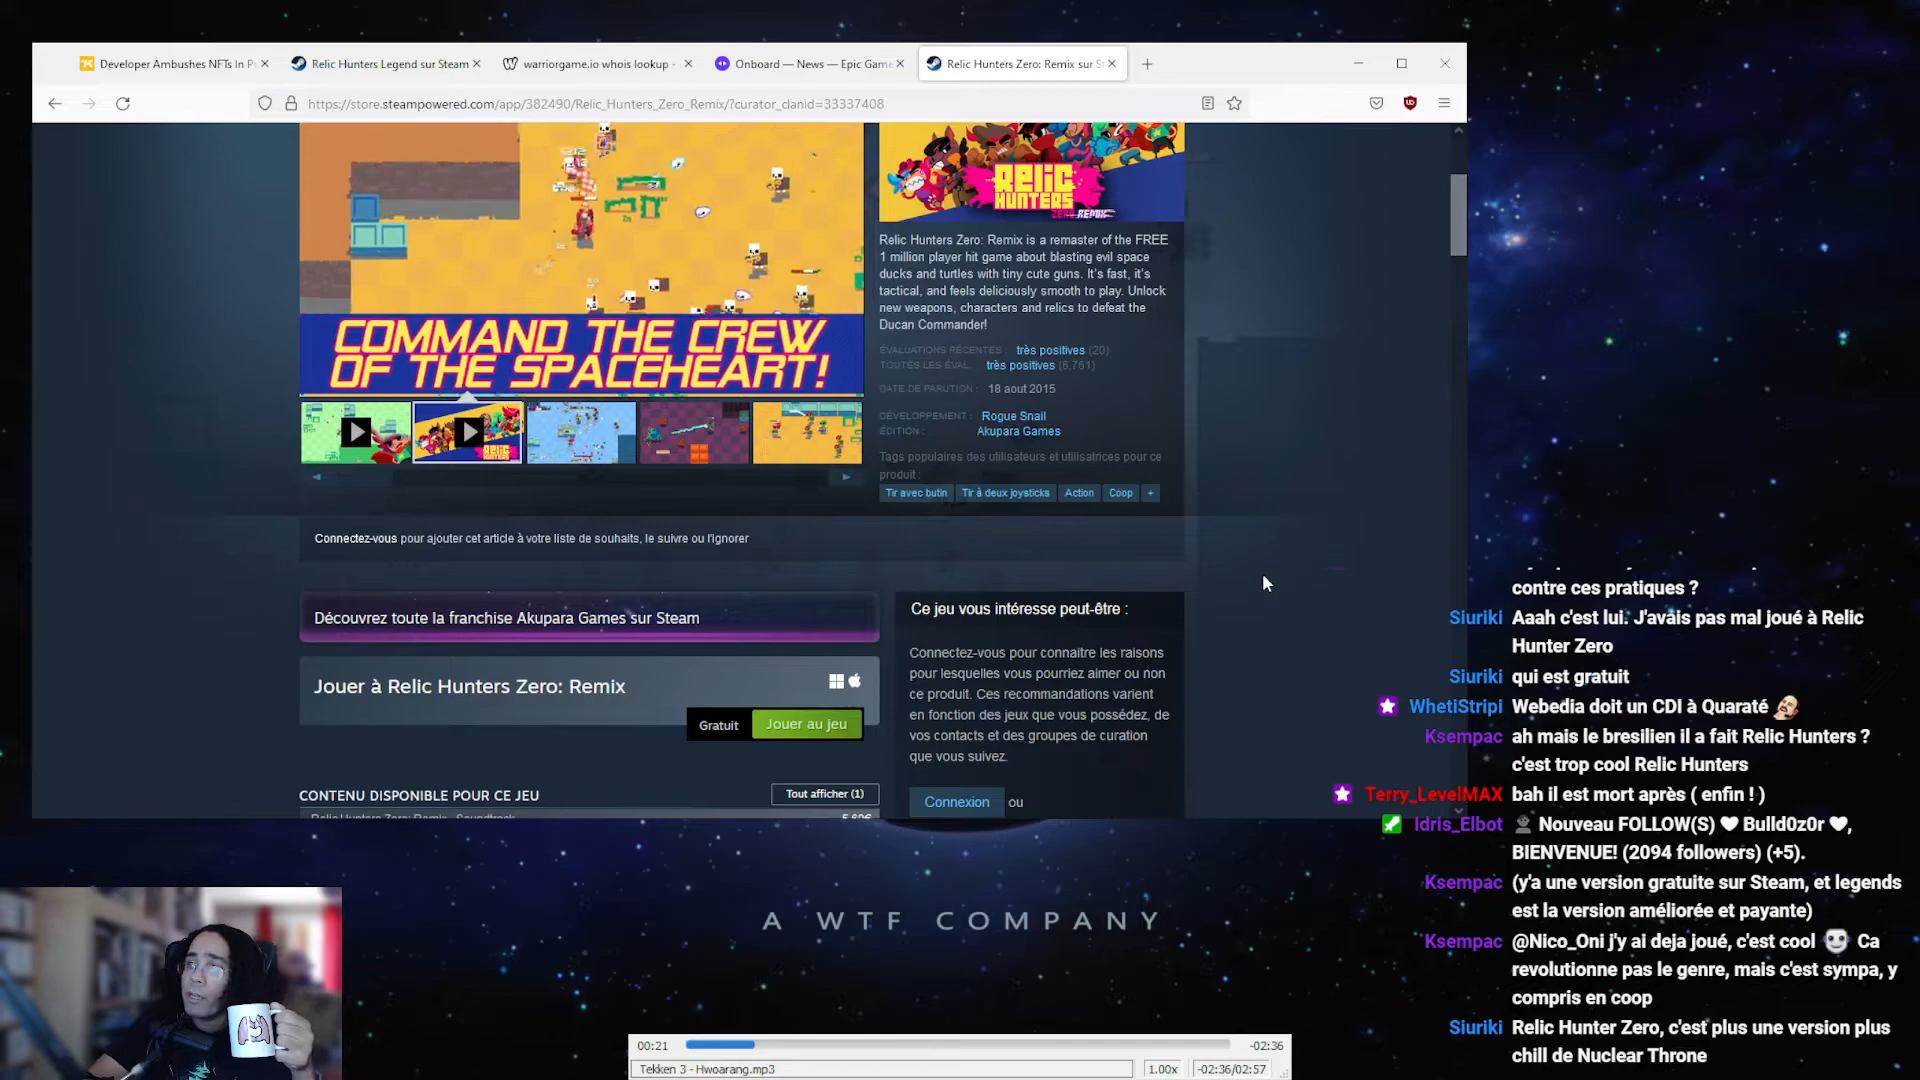 Developer Ambushes NFTs In P
Relic Hunters Legend sur Steam
warriorgame.io whois lookup -
Onboard — News — Epic Game
Relic Hunters Zero: Remix sur St
https://store.steampowered.com/app/382490/Relic_Hunters_Zero_Remix/?curator_clanid=33337408
RELIC
HUNTERS
ZERO REMIX
COMMAND THE CREW
OF THE SPACEHEART!
Relic Hunters Zero: Remix is a remaster of the FREE
1 million player hit game about blasting evil space
ducks and turtles with tiny cute guns. It's fast, it's
tactical, and feels deliciously smooth to play. Unlock
new weapons, characters and relics to defeat the
Ducan Commander!
ÉVALUATIONS RÉCENTES : très positives (20)
TOUTES LES ÉVAL. très positives (6,761)
DATE DE PARUTION : 18 aout 2015
DÉVELOPPEMENT : Rogue Snail
ÉDITION : Akupara Games
Tags populaires des utilisateurs et utilisatrices pour ce
produit :
Tir avec butin Tir à deux joysticks Action Coop +
RELIC
HUNTERS
Connectez-vous pour ajouter cet article à votre liste de souhaits, le suivre ou l'ignorer
Découvrez toute la franchise Akupara Games sur Steam
Jouer à Relic Hunters Zero: Remix
Gratuit Jouer au jeu
CONTENU DISPONIBLE POUR CE JEU Tout afficher (1)
Relic Hunters Zero: Remix - Soundtrack 5,69€
Ce jeu vous intéresse peut-être :
Connectez-vous pour connaitre les raisons
pour lesquelles vous pourriez aimer ou non
ce produit. Ces recommandations varient
en fonction des jeux que vous possédez, de
vos contacts et des groupes de curation
que vous suivez.
Connexion ou
contre ces pratiques ?
Siuriki Aaah c'est lui. J'avais pas mal joué à Relic
Hunter Zero
Siuriki qui est gratuit
WhetiStripi Webedia doit un CDI à Quaraté
Ksempac ah mais le bresilien il a fait Relic Hunters ?
c'est trop cool Relic Hunters
Terry_LevelMAX bah il est mort après ( enfin ! )
Idris_Elbot Nouveau FOLLOW(S) ♥ Bulld0z0r ♥,
BIENVENUE! (2094 followers) (+5).
Ksempac (y'a une version gratuite sur Steam, et legends
est la version améliorée et payante)
Ksempac @Nico_Oni j'y ai deja joué, c'est cool Ca
revolutionne pas le genre, mais c'est sympa, y
compris en coop
Siuriki Relic Hunter Zero, c'est plus une version plus
chill de Nuclear Throne
A WTF COMPANY
00:21 -02:36
Tekken 3 - Hwoarang.mp3 1.00x -02:36/02:57